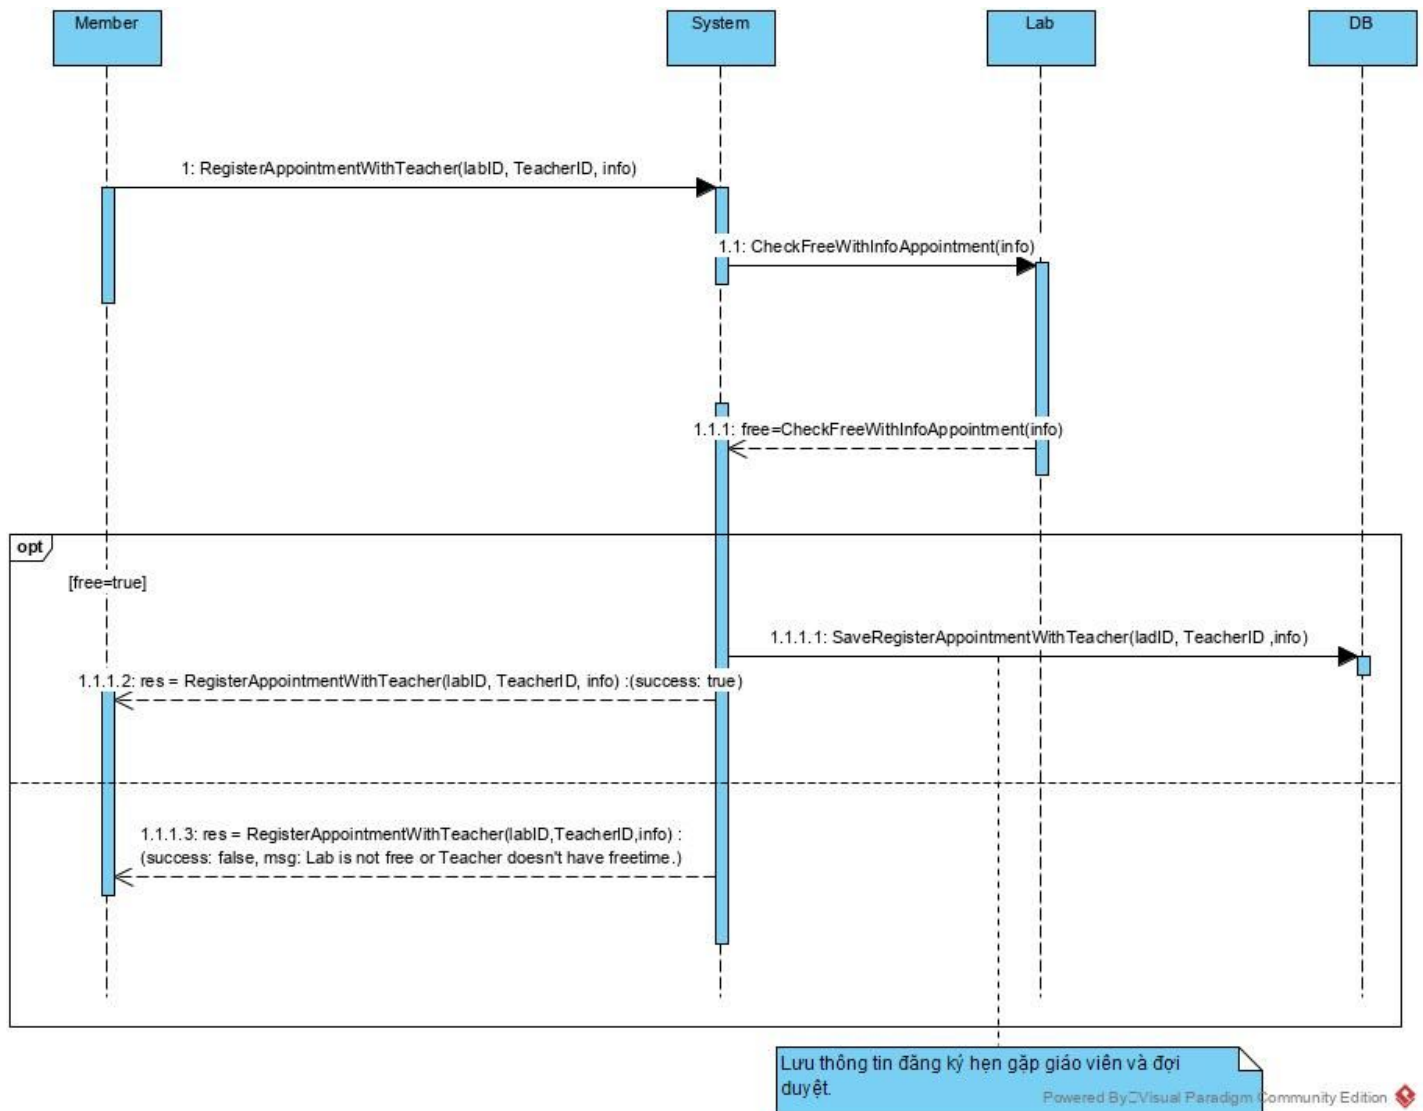 Member
System
Lab
DB
1: RegisterAppointmentWithTeacher(labID, TeacherID, info)
1.1: CheckFreeWithInfoAppointment(info)
1.1.1: free=CheckFreeWithInfoAppointment(info)
opt
[free=true]
1.1.1.1: SaveRegisterAppointmentWithTeacher(ladID, TeacherID ,info)
1.1.1.2: res = RegisterAppointmentWithTeacher(labID, TeacherID, info) :(success: true)
1.1.1.3: res = RegisterAppointmentWithTeacher(labID,TeacherID,info) :
(success: false, msg: Lab is not free or Teacher doesn't have freetime.)
Lưu thông tin đăng ký hẹn gặp giáo viên và đợi
duyệt.
Powered By Visual Paradigm Community Edition